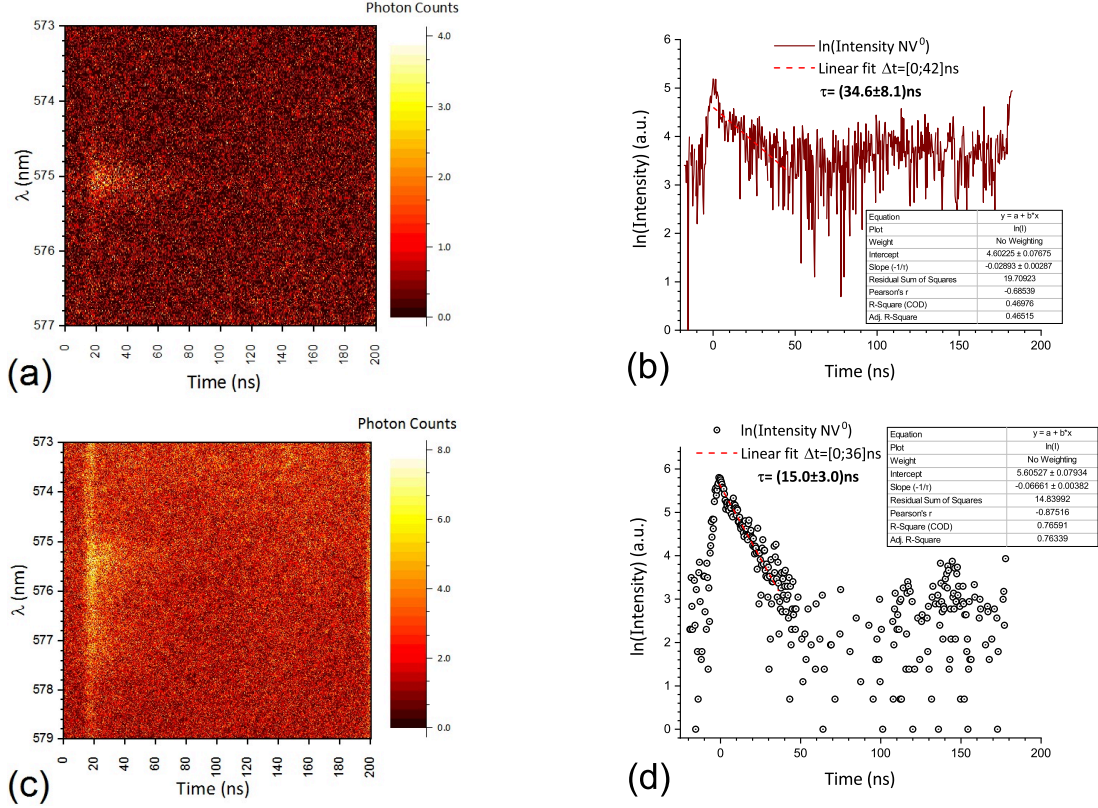 Photon Counts
573
574
575
576
577
λ (nm)
0 20 40 60 80 100 120 140 160 180 200
Time (ns)
4.0
3.0
2.0
1.0
0.0
(a)
ln(Intensity NV⁰)
Linear fit Δt=[0;42]ns
τ= (34.6±8.1)ns
6
5
4
3
2
1
0
ln(Intensity) (a.u.)
0 50 100 150 200
Time (ns)
Equation y = a + b*x
Plot ln(I)
Weight No Weighting
Intercept 4.60225 ± 0.07675
Slope (-1/τ) -0.02893 ± 0.00287
Residual Sum of Squares 19.70923
Pearson's r -0.68539
R-Square (COD) 0.46976
Adj. R-Square 0.46515
(b)
Photon Counts
573
574
575
576
577
578
579
λ (nm)
0 20 40 60 80 100 120 140 160 180 200
Time (ns)
8.0
6.0
4.0
2.0
0.0
(c)
ln(Intensity NV⁰)
Linear fit Δt=[0;36]ns
τ= (15.0±3.0)ns
6
5
4
3
2
1
0
ln(Intensity) (a.u.)
0 50 100 150 200
Time (ns)
Equation y = a + b*x
Plot ln(I)
Weight No Weighting
Intercept 5.60527 ± 0.07934
Slope (-1/τ) -0.06661 ± 0.00382
Residual Sum of Squares 14.83992
Pearson's r -0.87516
R-Square (COD) 0.76591
Adj. R-Square 0.76339
(d)